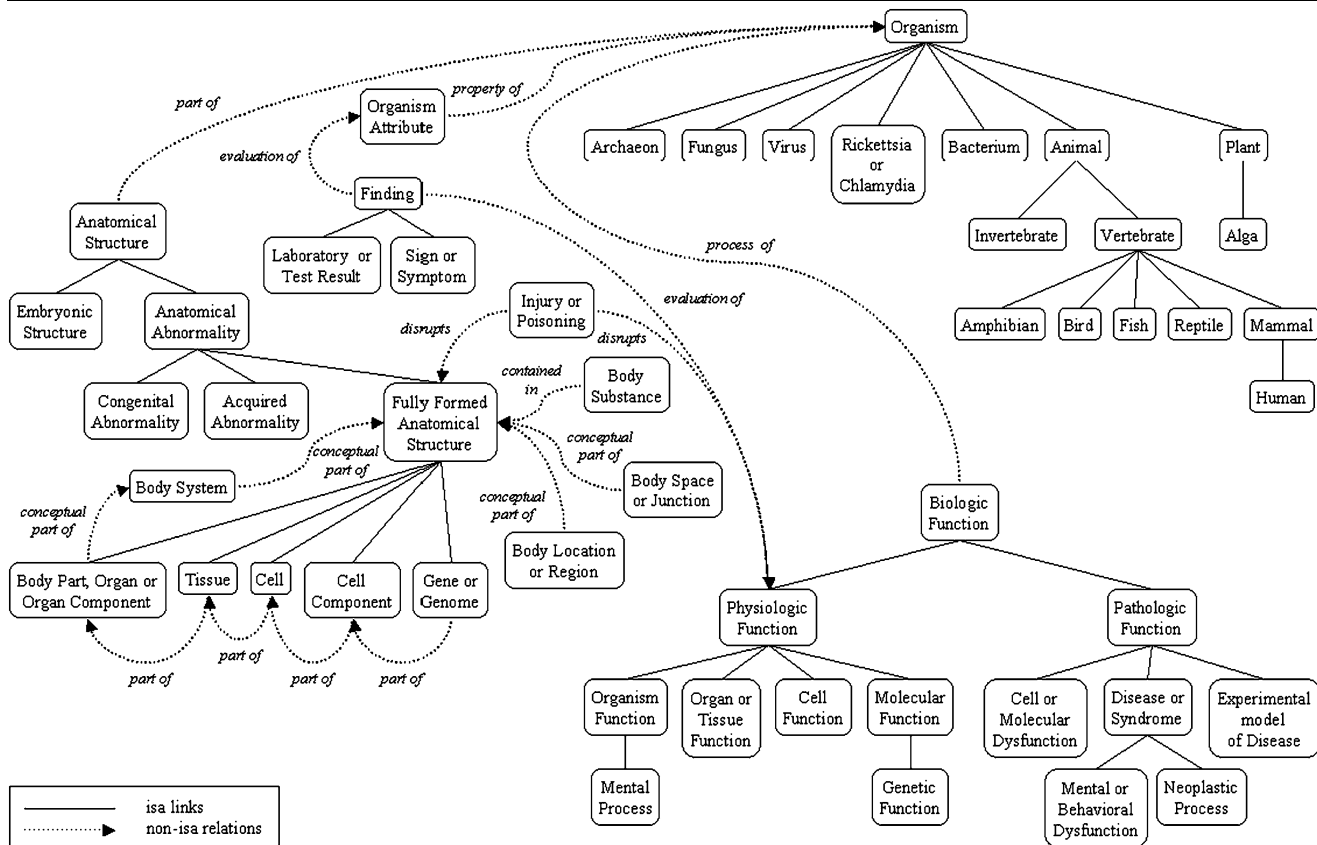 Organism
part of
property of
Organism
Attribute
evaluation of
Archaeon
Fungus
Virus
Rickettsia
or
Chlamydia
Bacterium
Animal
Plant
Finding
Anatomical
Structure
Laboratory or
Test Result
Sign or
Symptom
process of
Invertebrate
Vertebrate
Alga
Embryonic
Structure
Anatomical
Abnormality
Injury or
Poisoning
evaluation of
disrupts
disrupts
Amphibian
Bird
Fish
Reptile
Mammal
Human
contained
in
Body
Substance
Congenital
Abnormality
Acquired
Abnormality
Fully Formed
Anatomical
Structure
conceptual
part of
conceptual
part of
Body System
Body Space
or Junction
conceptual
part of
conceptual
part of
Body Location
or Region
Biologic
Function
Body Part, Organ or
Organ Component
Tissue
Cell
Cell
Component
Gene or
Genome
part of
part of
part of
part of
Physiologic
Function
Pathologic
Function
Organism
Function
Organ or
Tissue
Function
Cell
Function
Molecular
Function
Cell or
Molecular
Dysfunction
Disease or
Syndrome
Experimental
model
of Disease
Mental
Process
Genetic
Function
Mental or
Behavioral
Dysfunction
Neoplastic
Process
isa links
non-isa relations